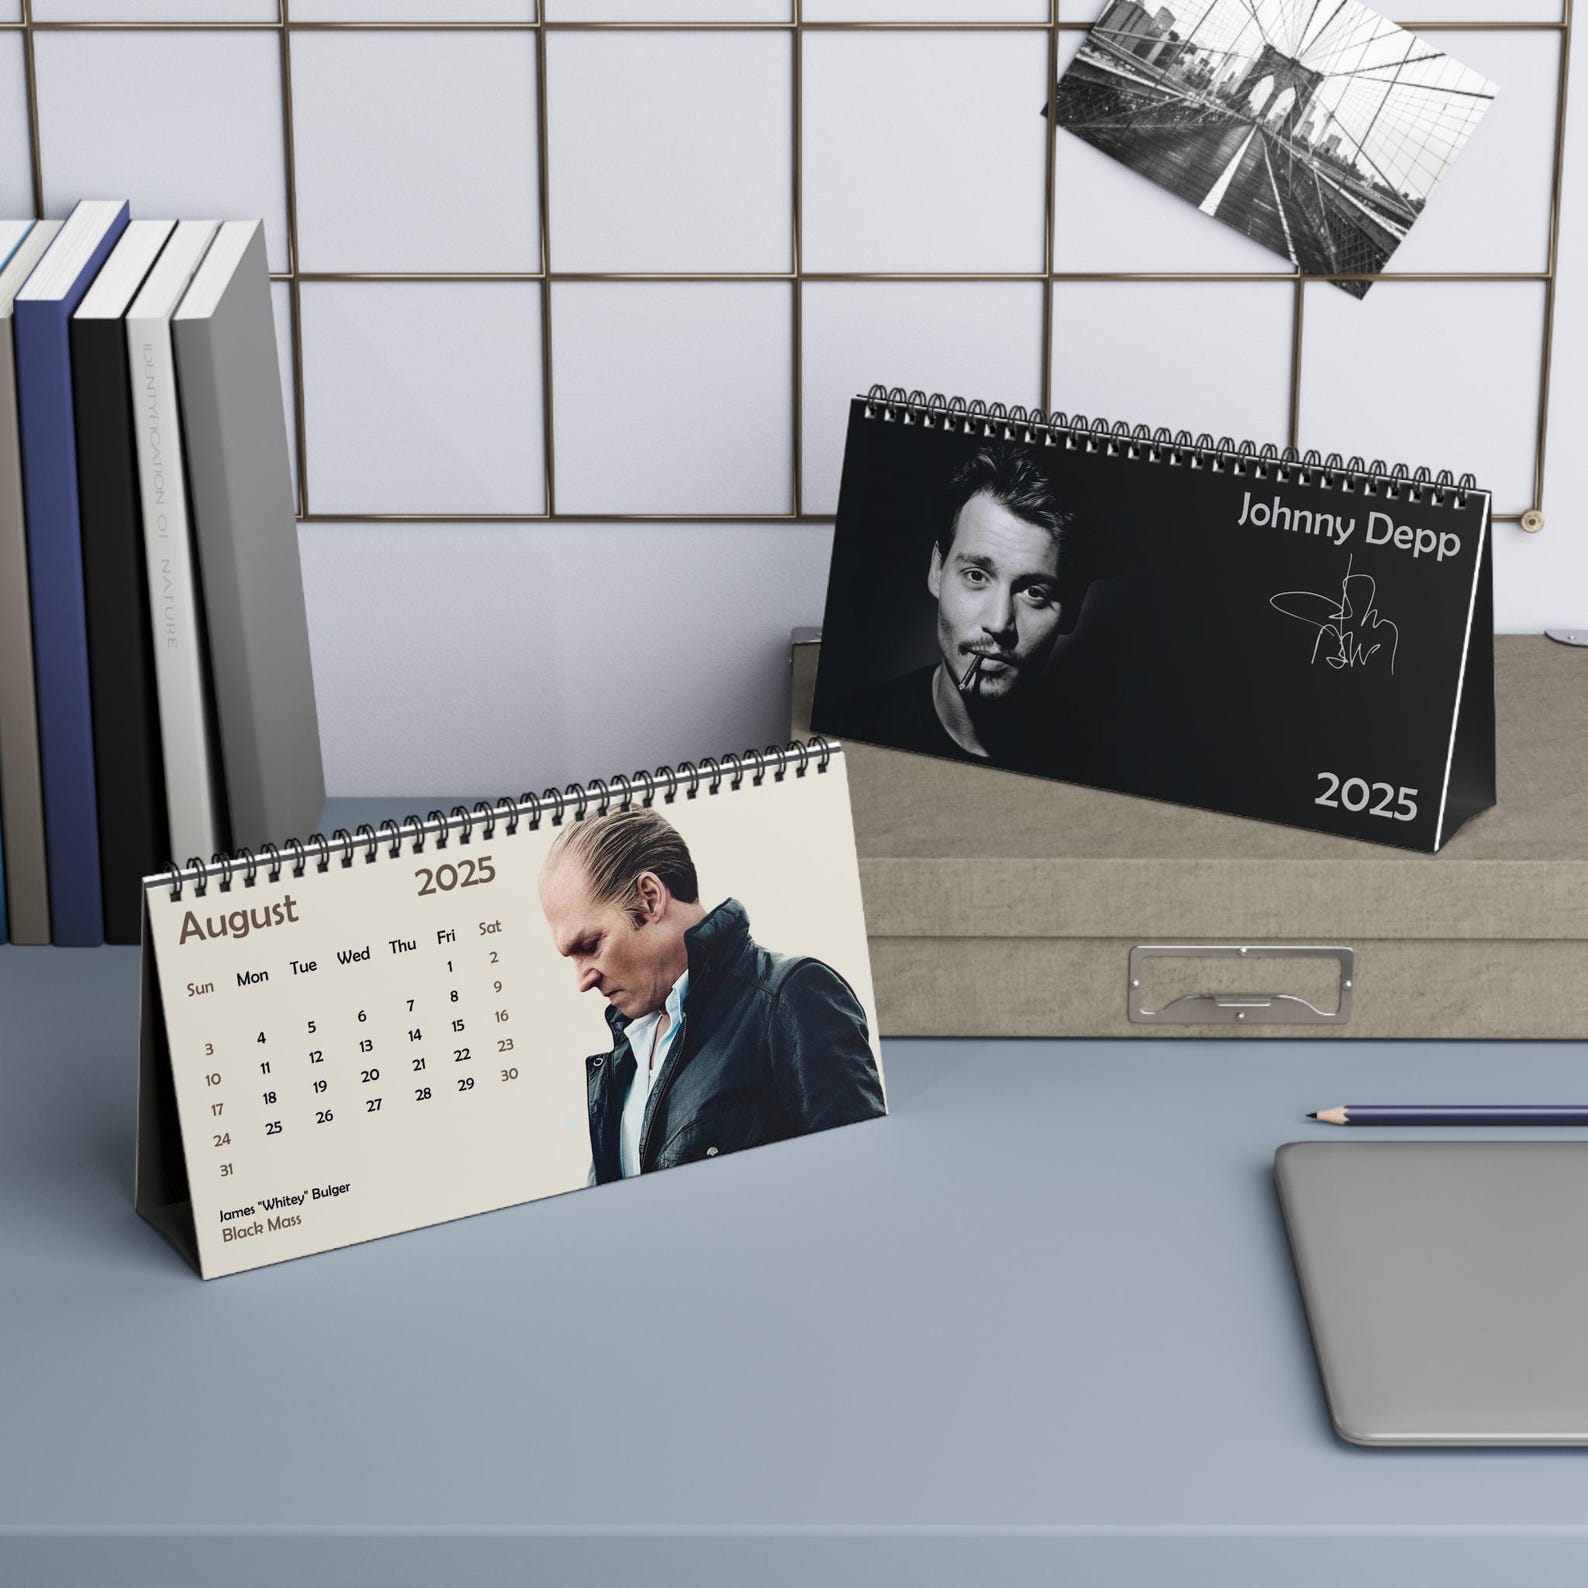 IDENTYFICATION OF NATURE
Johnny Depp
2025
August 2025
Sun Mon Tue Wed Thu Fri Sat
1 2
3 4 5 6 7 8 9
10 11 12 13 14 15 16
17 18 19 20 21 22 23
24 25 26 27 28 29 30
31
James "Whitey" Bulger
Black Mass